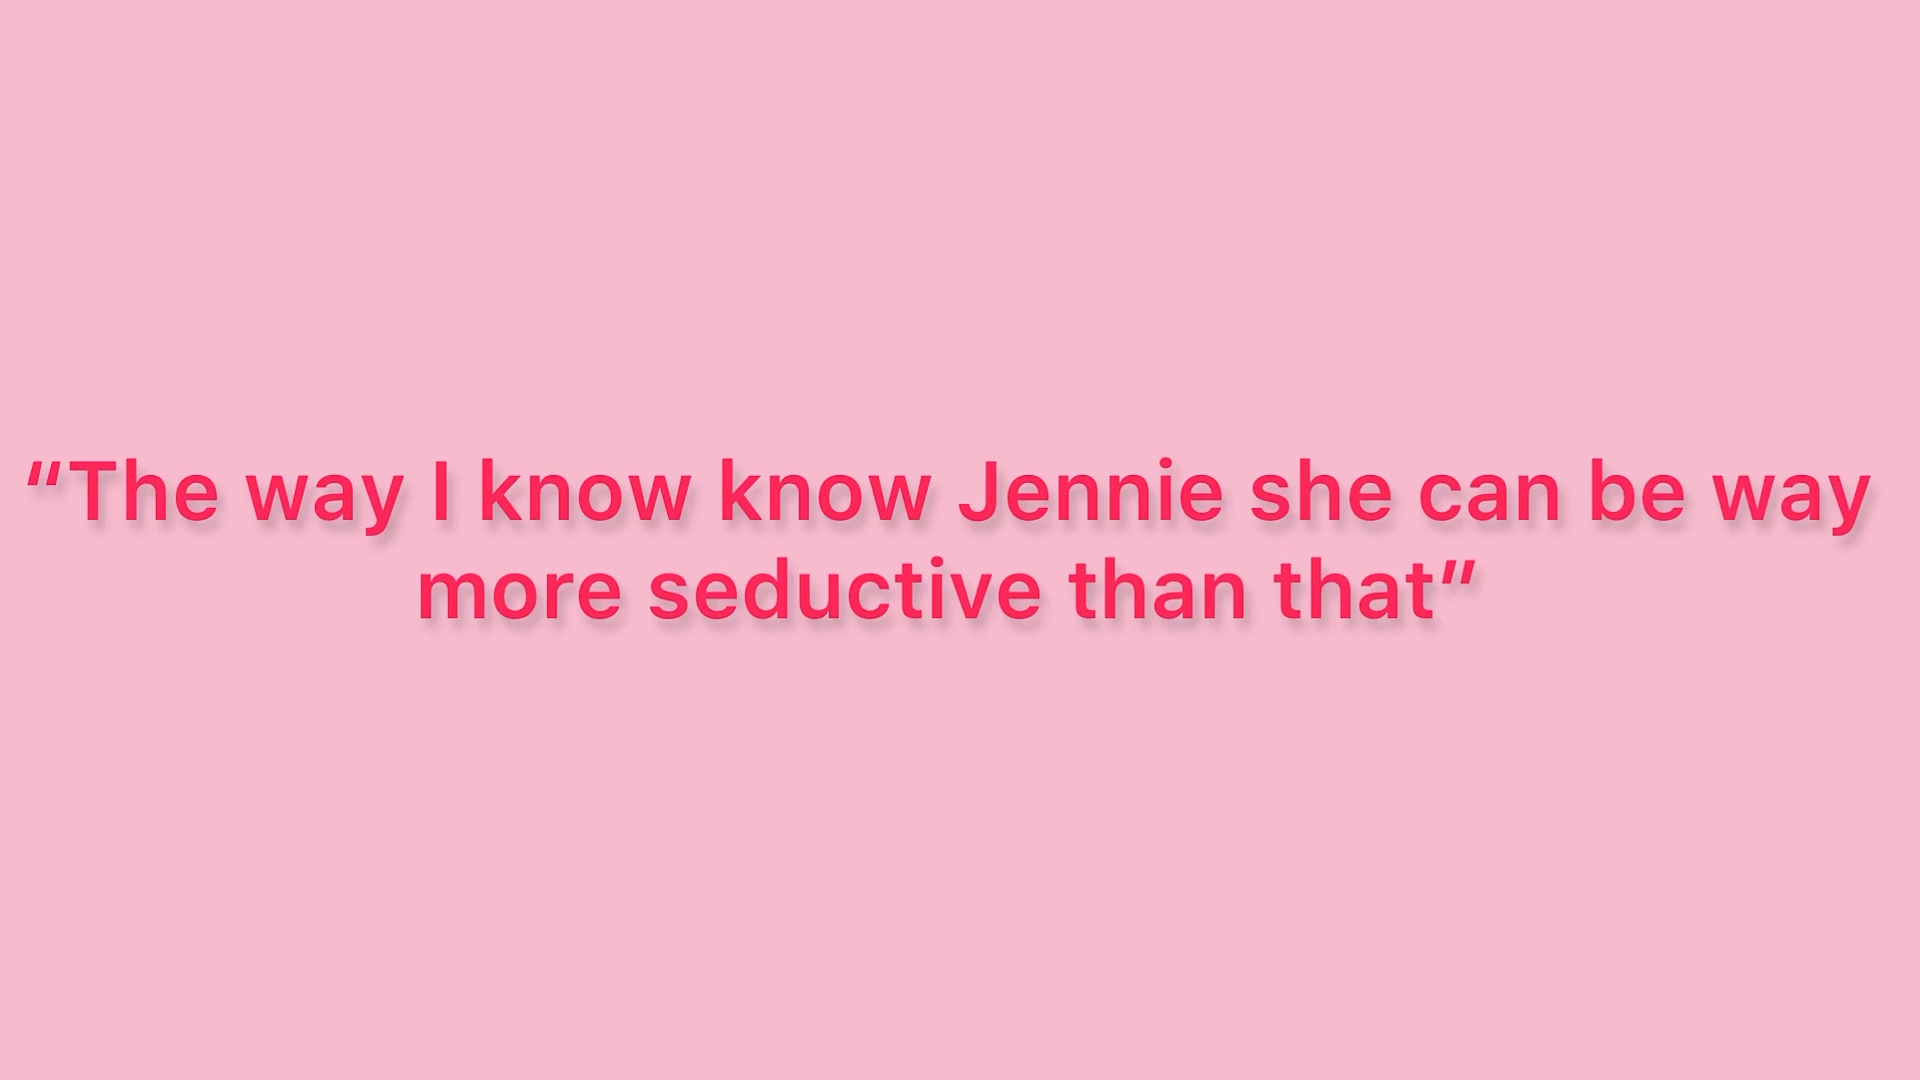 “The way I know know Jennie she can be way
more seductive than that”